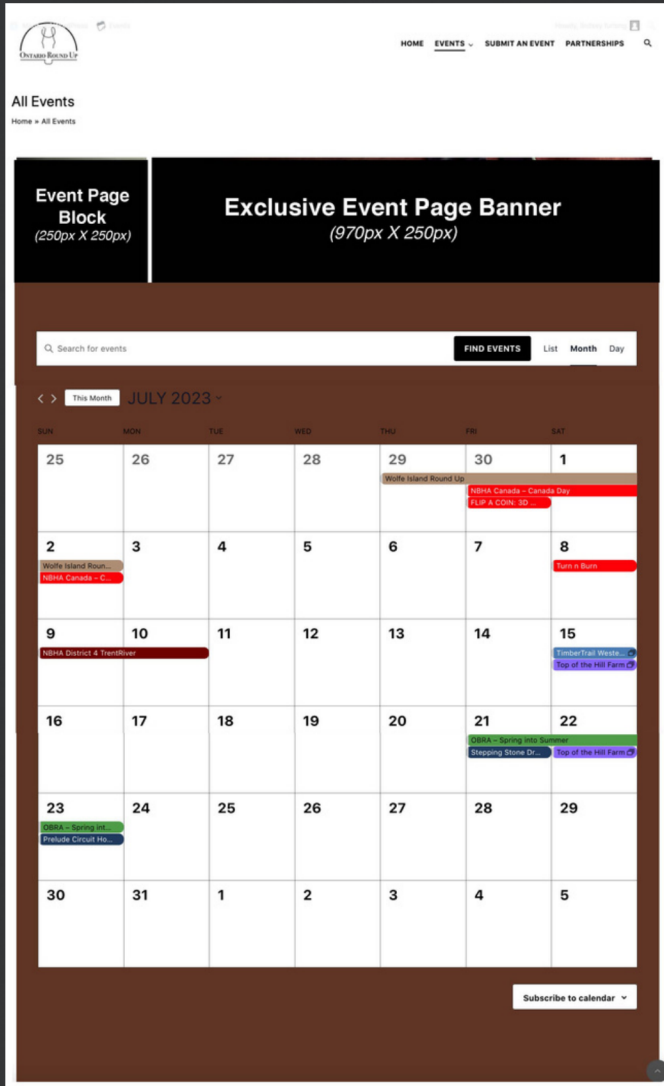 ONTARIO ROUND UP
HOME EVENTS SUBMIT AN EVENT PARTNERSHIPS
All Events
Home » All Events
Event Page
Block
(250px X 250px)
Exclusive Event Page Banner
(970px X 250px)
Search for events
FIND EVENTS List Month Day
This Month JULY 2023
SUN MON TUE WED THU FRI SAT
25 26 27 28 29 30 1
Wolfe Island Round Up
NBHA Canada – Canada Day
FLIP A COIN: 3D ...
2 3 4 5 6 7 8
Wolfe Island Roun... Turn n Burn
NBHA Canada – C...
9 10 11 12 13 14 15
NBHA District 4 TrentRiver TimberTrail Weste...
Top of the Hill Farm
16 17 18 19 20 21 22
OBRA – Spring into Summer
Stepping Stone Dr... Top of the Hill Farm
23 24 25 26 27 28 29
OBRA – Spring int...
Prelude Circuit Ho...
30 31 1 2 3 4 5
Subscribe to calendar